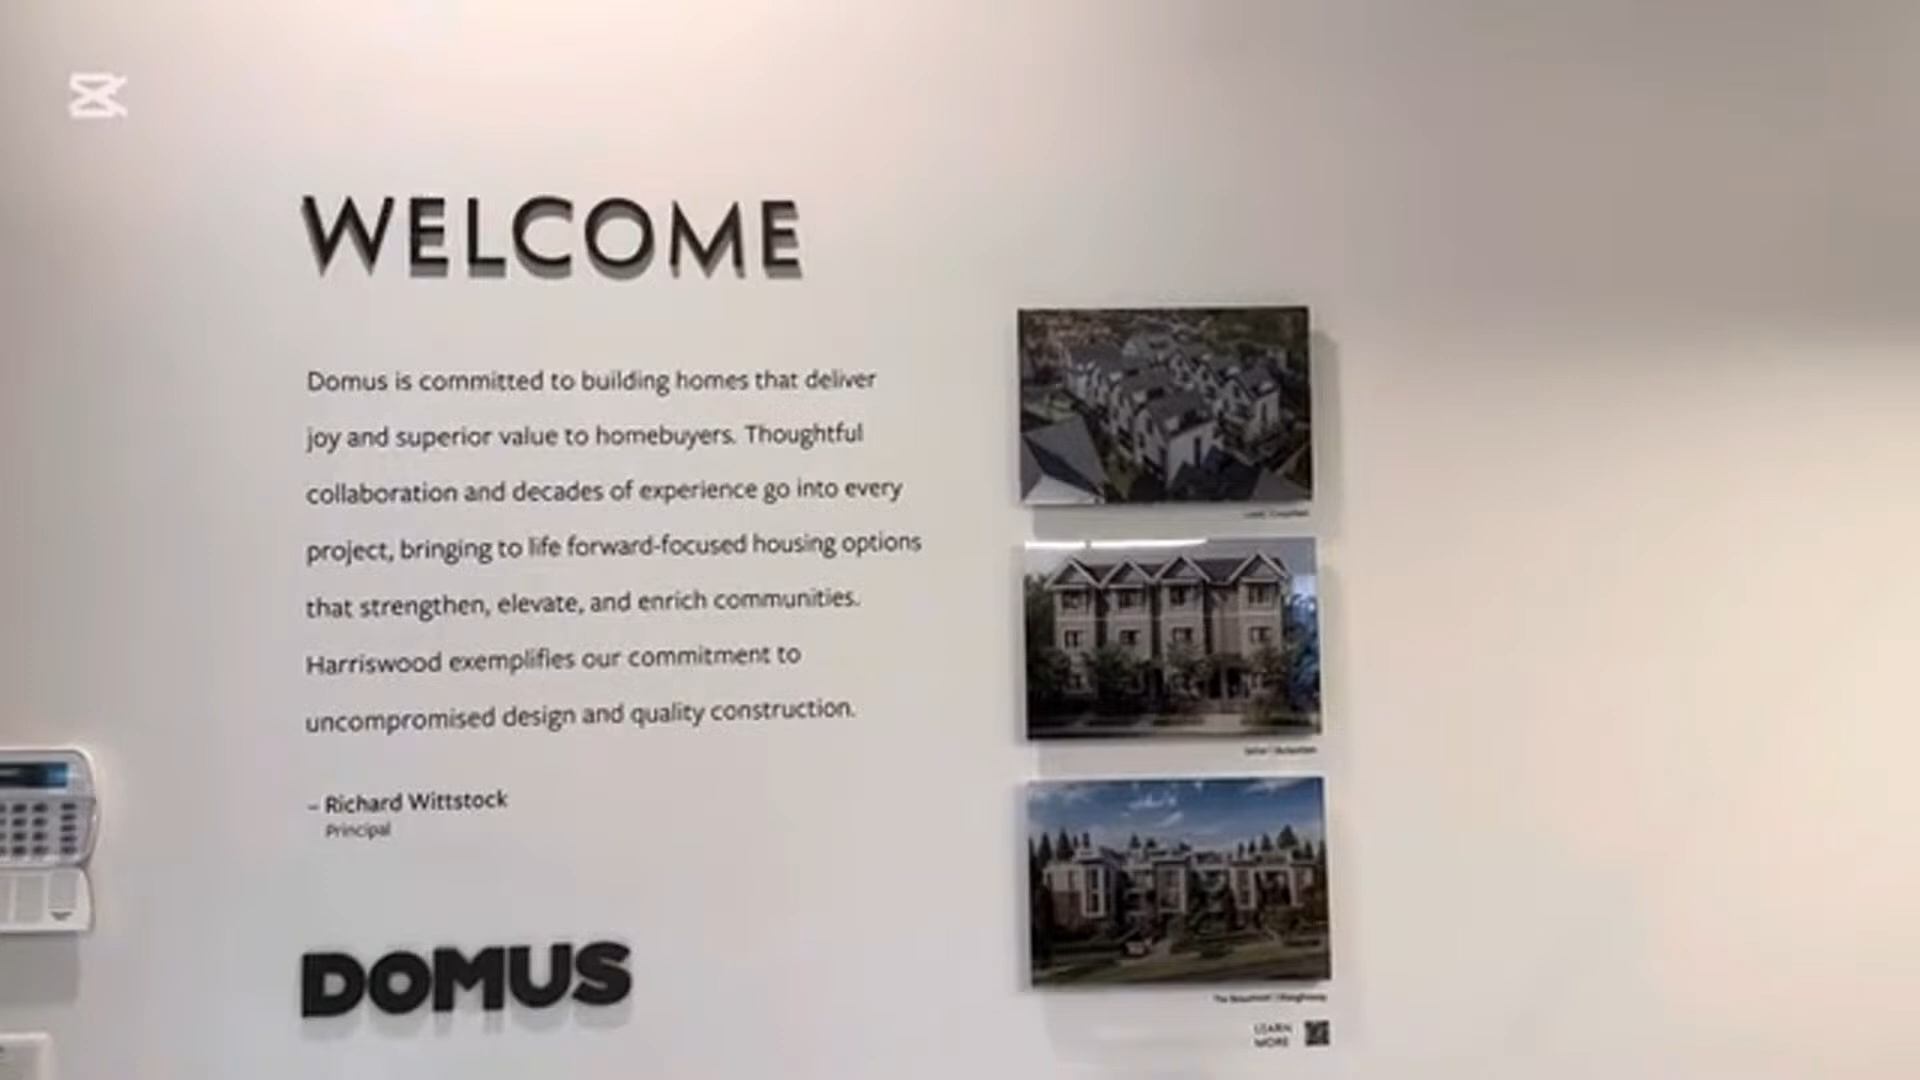 WELCOME
Domus is committed to building homes that deliver
joy and superior value to homebuyers. Thoughtful
collaboration and decades of experience go into every
project, bringing to life forward-focused housing options
that strengthen, elevate, and enrich communities.
Harriswood exemplifies our commitment to
uncompromised design and quality construction.
– Richard Wittstock
Principal
DOMUS
LEARN
MORE